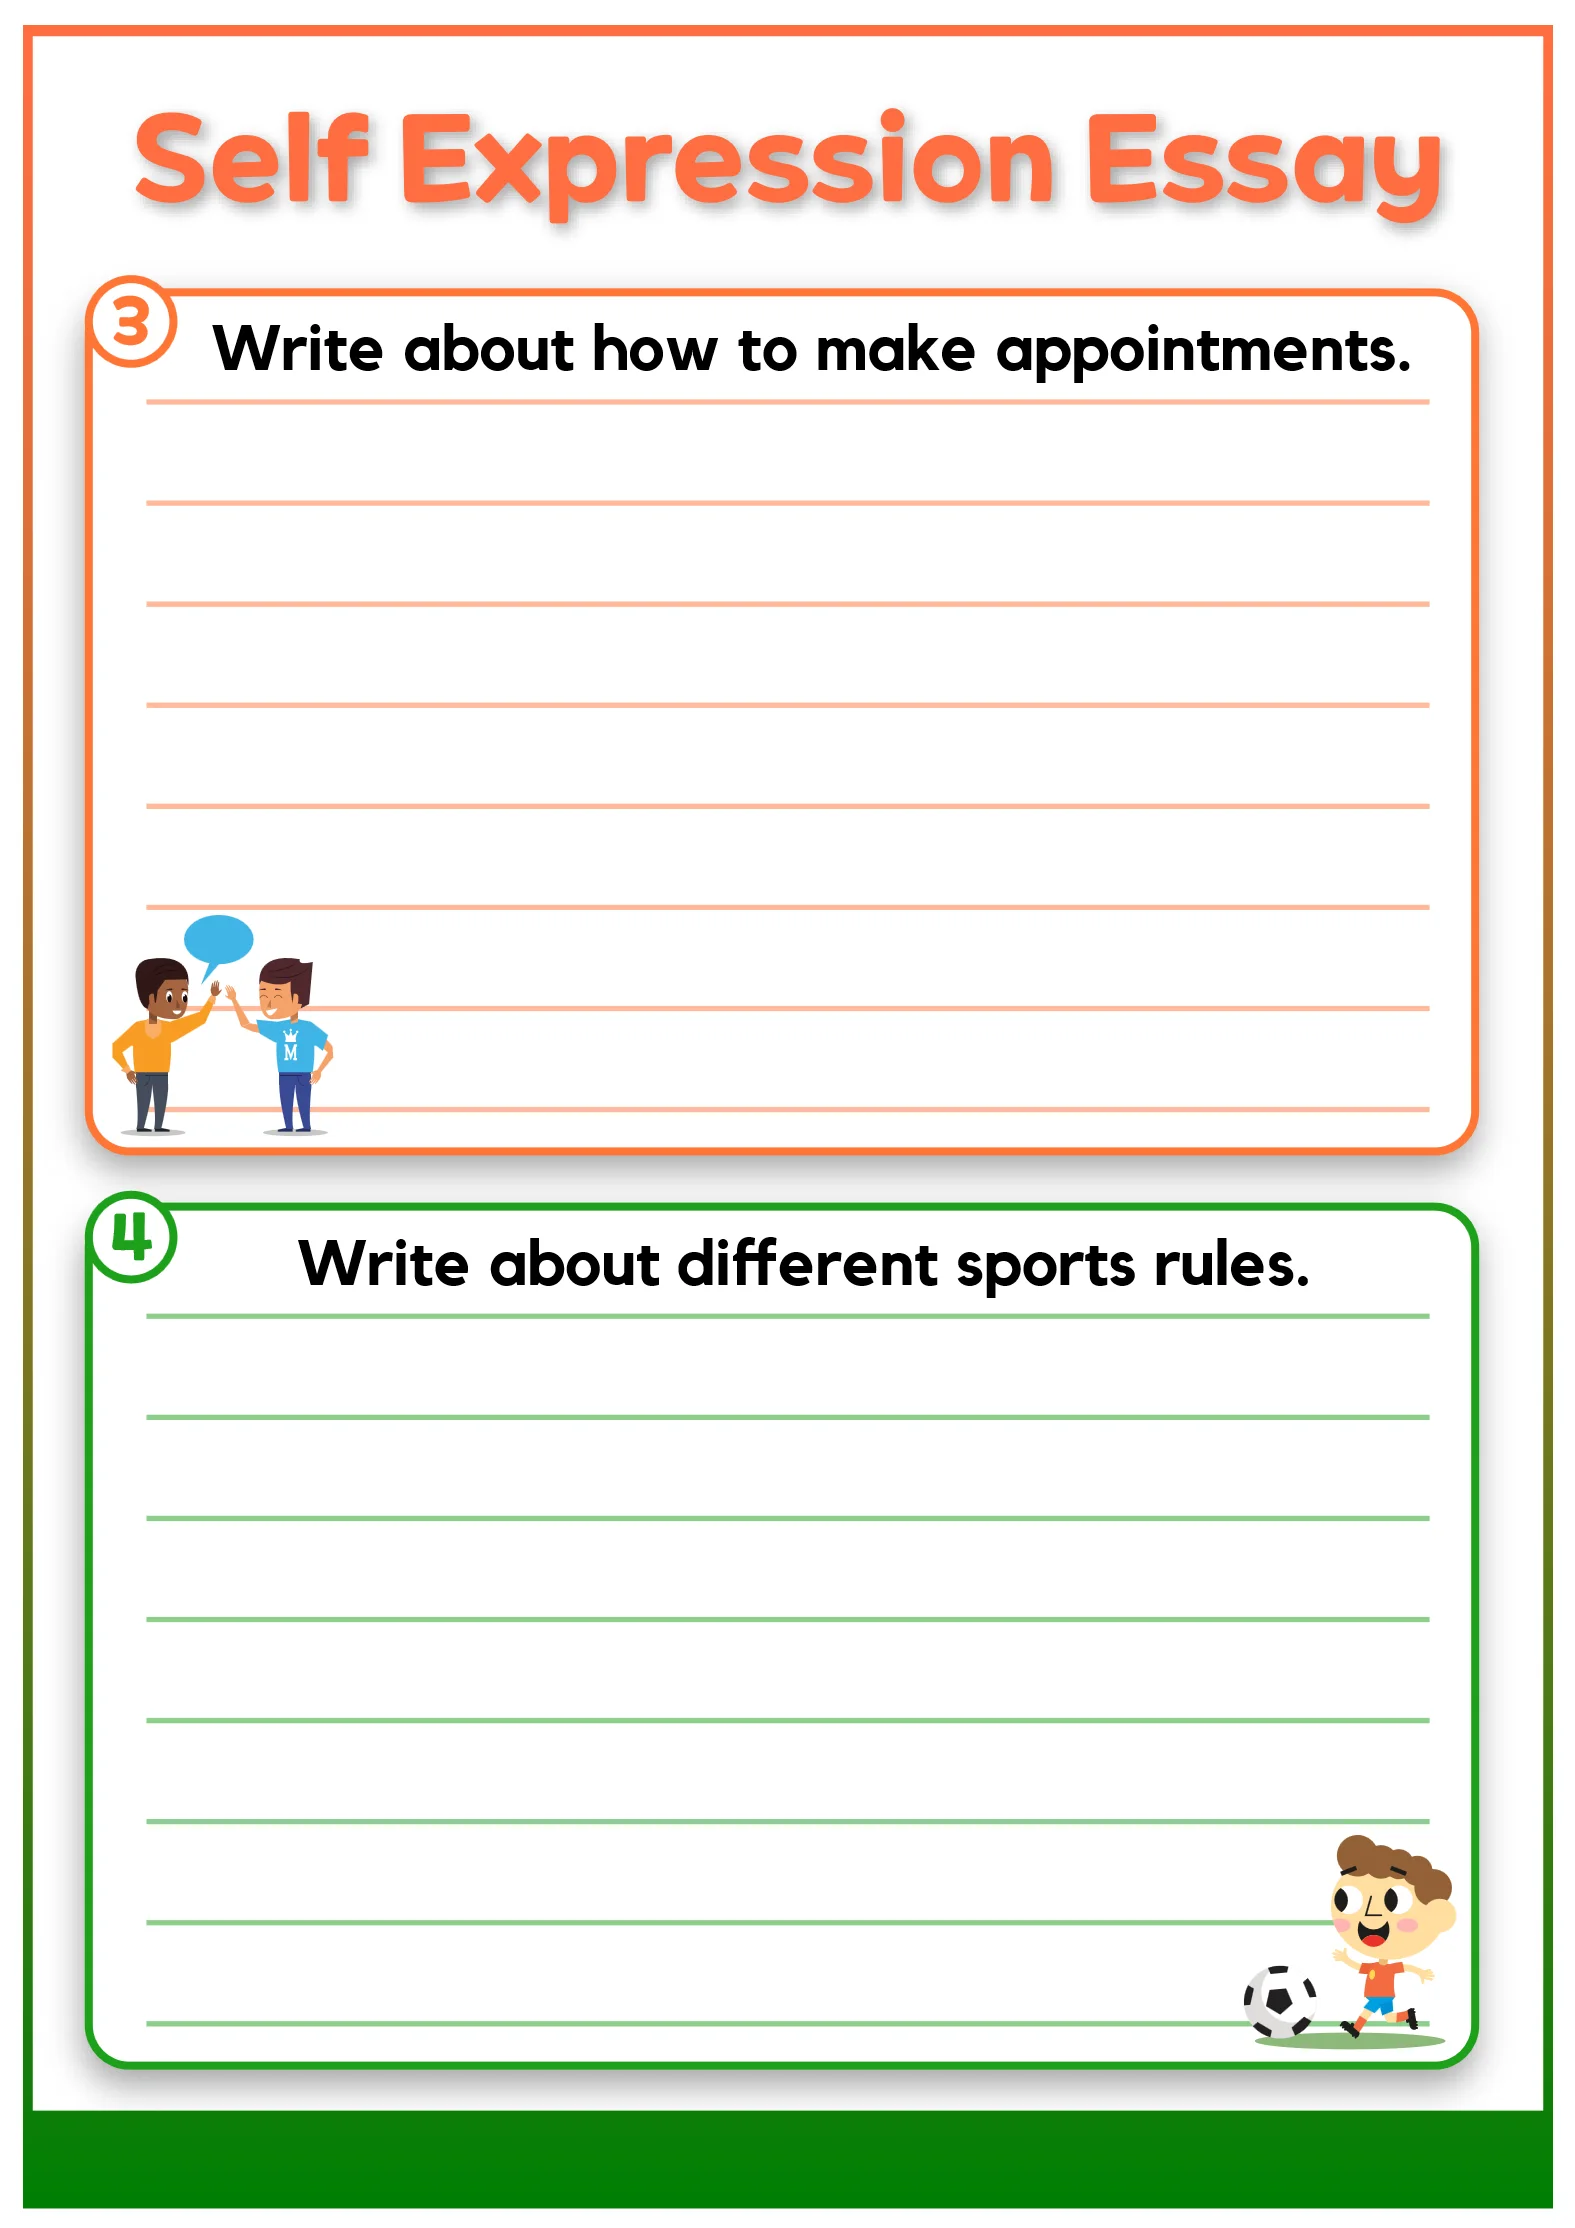 Self Expression Essay
3
Write about how to make appointments.
M
4
Write about different sports rules.